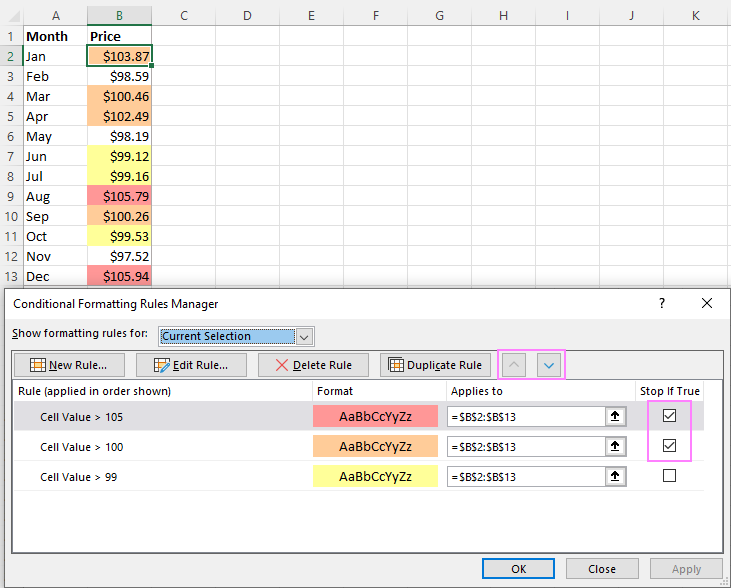 A B C D E F G H I J K
1 Month Price
2 Jan $103.87
3 Feb $98.59
4 Mar $100.46
5 Apr $102.49
6 May $98.19
7 Jun $99.12
8 Jul $99.16
9 Aug $105.79
10 Sep $100.26
11 Oct $99.53
12 Nov $97.52
13 Dec $105.94
Conditional Formatting Rules Manager ?
Show formatting rules for: Current Selection
New Rule... Edit Rule... Delete Rule Duplicate Rule
Rule (applied in order shown) Format Applies to Stop If True
Cell Value > 105 AaBbCcYyZz =$B$2:$B$13
Cell Value > 100 AaBbCcYyZz =$B$2:$B$13
Cell Value > 99 AaBbCcYyZz =$B$2:$B$13
OK Close Apply